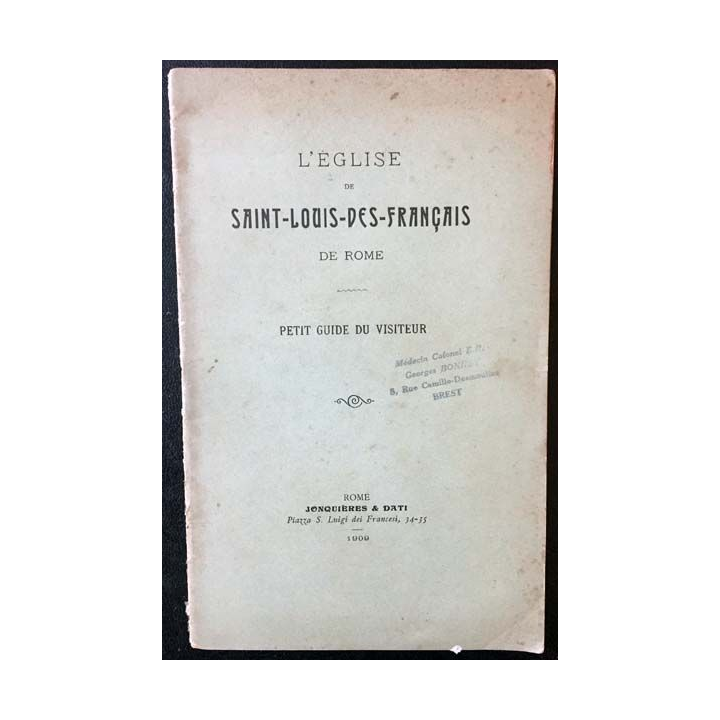 L'ÉGLISE
DE
SAINT-LOUIS-DES-FRANÇAIS
DE ROME
PETIT GUIDE DU VISITEUR
Médecin Colonel E.R.
Georges
8, Rue Camille-Desmoulins
BREST
ROME
JONQUIÈRES & DATI
Piazza S. Luigi dei Francesi, 34-35
1909